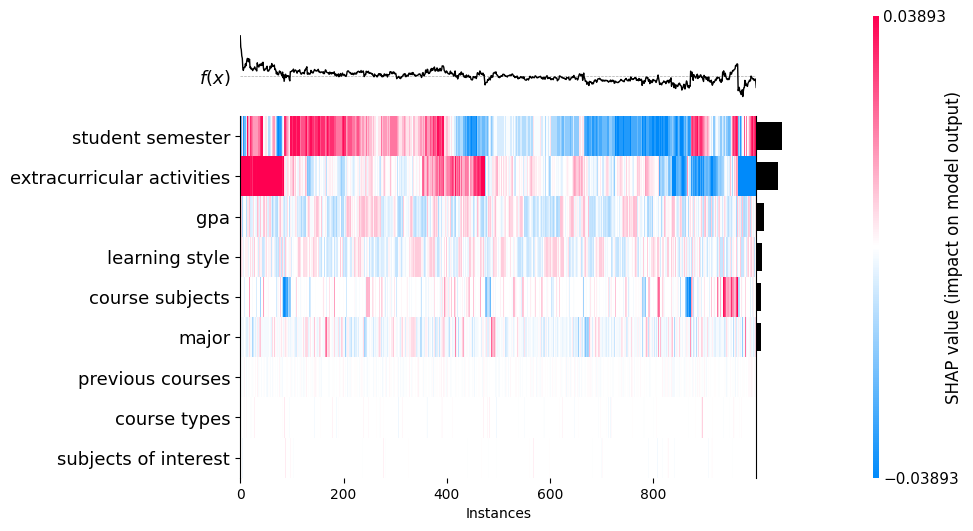 0.03893
f(x)
student semester
extracurricular activities
gpa
learning style
course subjects
major
previous courses
course types
subjects of interest
0 200 400 600 800
Instances
−0.03893
SHAP value (impact on model output)